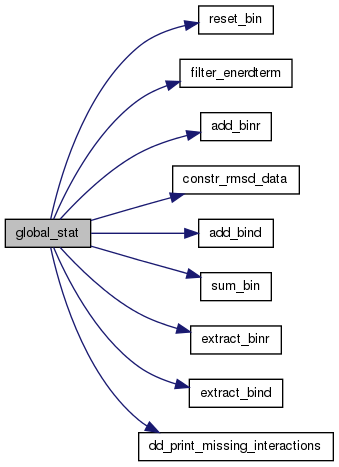 reset_bin
filter_enerdterm
add_binr
constr_rmsd_data
global_stat
add_bind
sum_bin
extract_binr
extract_bind
dd_print_missing_interactions